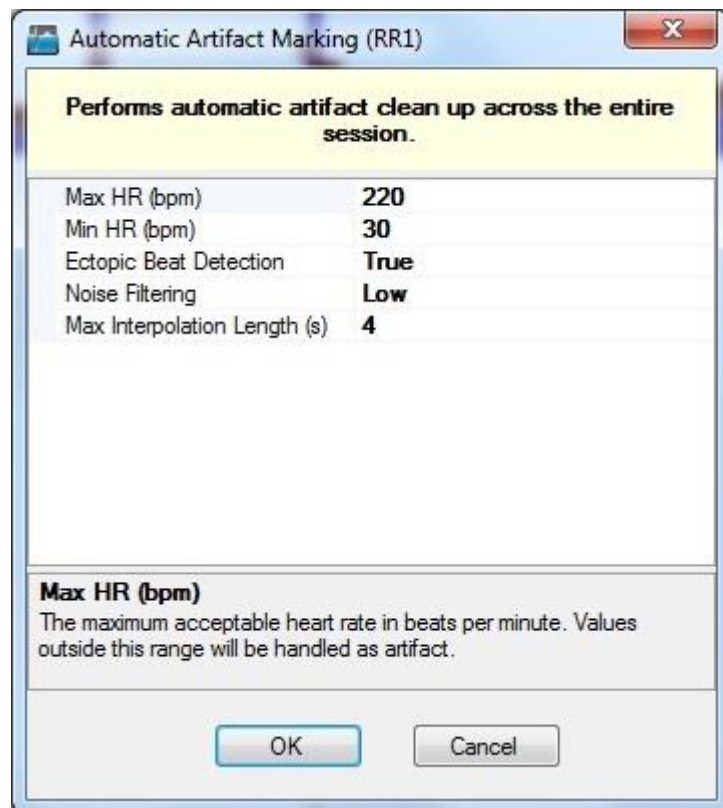 Automatic Artifact Marking (RR1)
Performs automatic artifact clean up across the entire
session.
Max HR (bpm) 220
Min HR (bpm) 30
Ectopic Beat Detection True
Noise Filtering Low
Max Interpolation Length (s) 4
Max HR (bpm)
The maximum acceptable heart rate in beats per minute. Values
outside this range will be handled as artifact.
OK Cancel